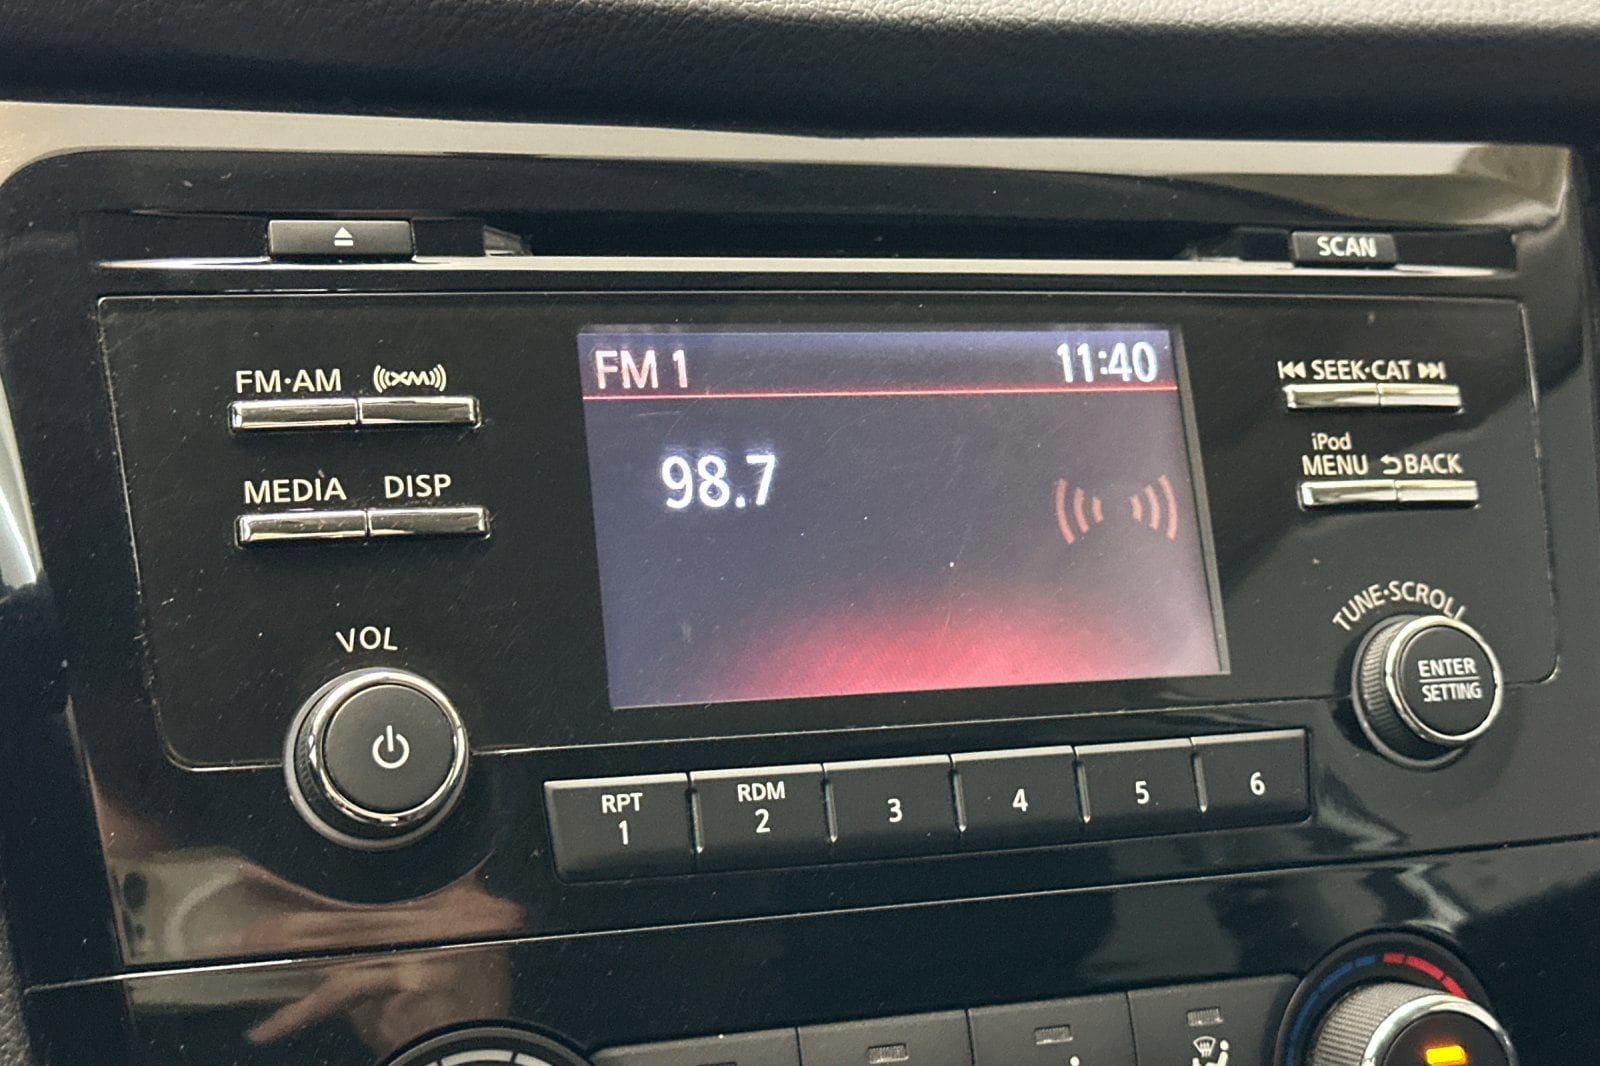 SCAN
FM·AM
((XM))
FM 1
11:40
SEEK·CAT
98.7
iPod
MENU
BACK
MEDIA
DISP
VOL
TUNE·SCROLL
ENTER
SETTING
RPT
1
RDM
2
3
4
5
6